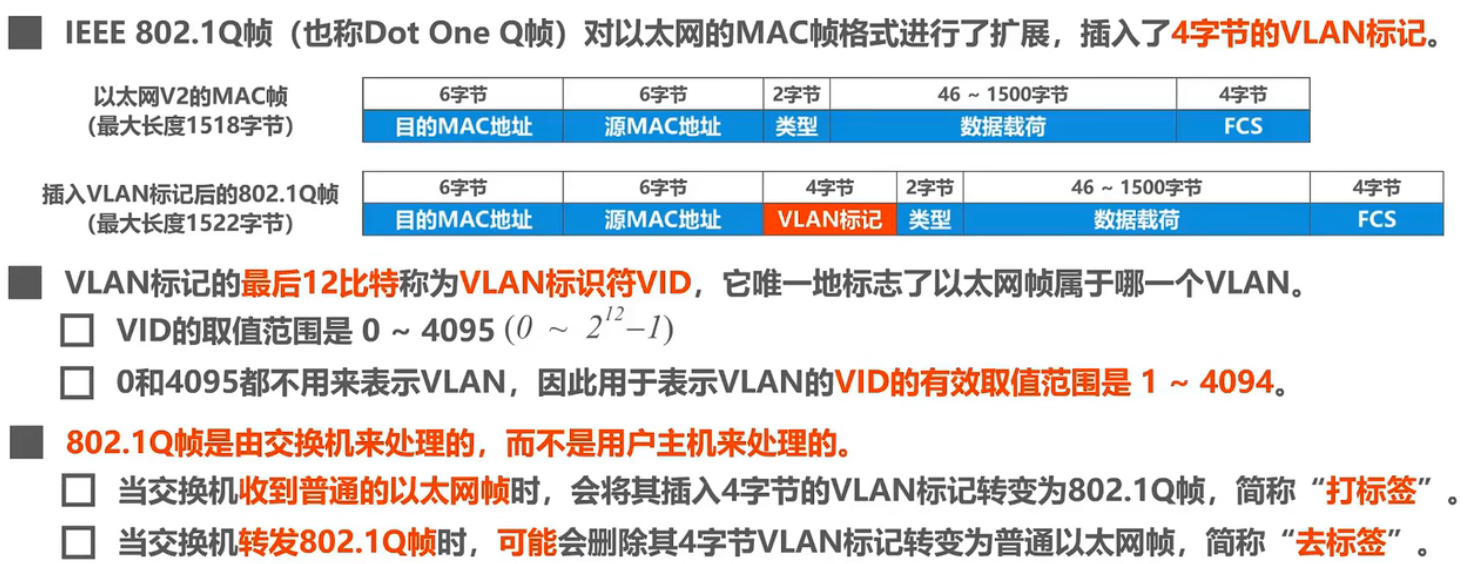 IEEE 802.1Q帧（也称Dot One Q帧）对以太网的MAC帧格式进行了扩展，插入了4字节的VLAN标记。
以太网V2的MAC帧
(最大长度1518字节)
6字节 6字节 2字节 46 ~ 1500字节 4字节
目的MAC地址 源MAC地址 类型 数据载荷 FCS
插入VLAN标记后的802.1Q帧
(最大长度1522字节)
6字节 6字节 4字节 2字节 46 ~ 1500字节 4字节
目的MAC地址 源MAC地址 VLAN标记 类型 数据载荷 FCS
VLAN标记的最后12比特称为VLAN标识符VID，它唯一地标志了以太网帧属于哪一个VLAN。
VID的取值范围是 0 ~ 4095 (0 ~ 2¹²–1)
0和4095都不用来表示VLAN，因此用于表示VLAN的VID的有效取值范围是 1 ~ 4094。
802.1Q帧是由交换机来处理的，而不是用户主机来处理的。
当交换机收到普通的以太网帧时，会将其插入4字节的VLAN标记转变为802.1Q帧，简称“打标签”。
当交换机转发802.1Q帧时，可能会删除其4字节VLAN标记转变为普通以太网帧，简称“去标签”。